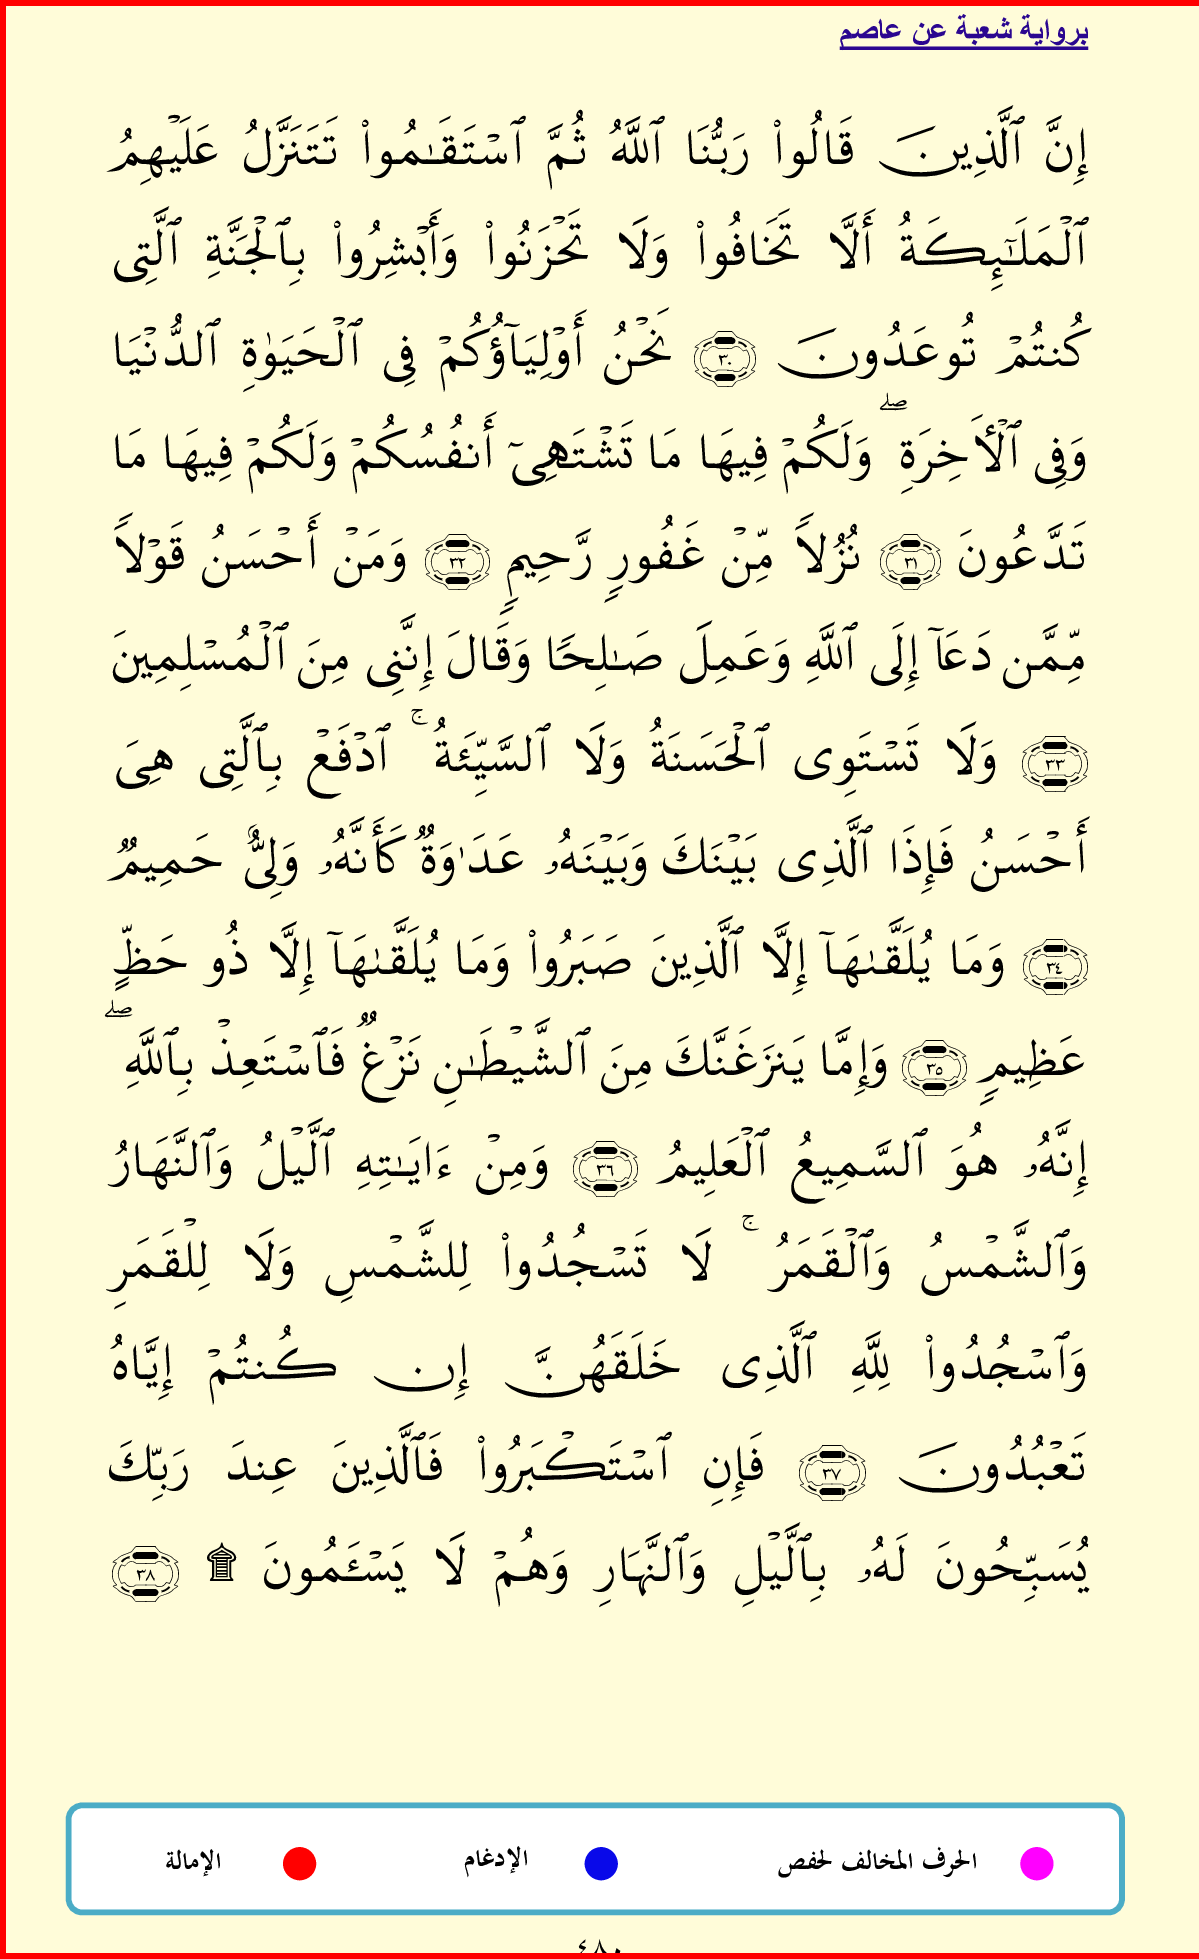 برواية شعبة عن عاصم
إِنَّ ٱلَّذِينَ قَالُوا۟ رَبُّنَا ٱللَّهُ ثُمَّ ٱسْتَقَـٰمُوا۟ تَتَنَزَّلُ عَلَيْهِمُ
ٱلْمَلَـٰٓئِكَةُ أَلَّا تَخَافُوا۟ وَلَا تَحْزَنُوا۟ وَأَبْشِرُوا۟ بِٱلْجَنَّةِ ٱلَّتِى
كُنتُمْ تُوعَدُونَ ٣٠ نَحْنُ أَوْلِيَآؤُكُمْ فِى ٱلْحَيَوٰةِ ٱلدُّنْيَا
وَفِى ٱلْـَٔاخِرَةِ ۖ وَلَكُمْ فِيهَا مَا تَشْتَهِىٓ أَنفُسُكُمْ وَلَكُمْ فِيهَا مَا
تَدَّعُونَ ٣١ نُزُلًا مِّنْ غَفُورٍ رَّحِيمٍ ٣٢ وَمَنْ أَحْسَنُ قَوْلًا
مِّمَّن دَعَآ إِلَى ٱللَّهِ وَعَمِلَ صَـٰلِحًا وَقَالَ إِنَّنِى مِنَ ٱلْمُسْلِمِينَ
٣٣ وَلَا تَسْتَوِى ٱلْحَسَنَةُ وَلَا ٱلسَّيِّئَةُ ۚ ٱدْفَعْ بِٱلَّتِى هِىَ
أَحْسَنُ فَإِذَا ٱلَّذِى بَيْنَكَ وَبَيْنَهُۥ عَدَٰوَةٌ كَأَنَّهُۥ وَلِىٌّ حَمِيمٌ
٣٤ وَمَا يُلَقَّىٰهَآ إِلَّا ٱلَّذِينَ صَبَرُوا۟ وَمَا يُلَقَّىٰهَآ إِلَّا ذُو حَظٍّ
عَظِيمٍ ٣٥ وَإِمَّا يَنزَغَنَّكَ مِنَ ٱلشَّيْطَـٰنِ نَزْغٌ فَٱسْتَعِذْ بِٱللَّهِ ۖ
إِنَّهُۥ هُوَ ٱلسَّمِيعُ ٱلْعَلِيمُ ٣٦ وَمِنْ ءَايَـٰتِهِ ٱلَّيْلُ وَٱلنَّهَارُ
وَٱلشَّمْسُ وَٱلْقَمَرُ ۚ لَا تَسْجُدُوا۟ لِلشَّمْسِ وَلَا لِلْقَمَرِ
وَٱسْجُدُوا۟ لِلَّهِ ٱلَّذِى خَلَقَهُنَّ إِن كُنتُمْ إِيَّاهُ
تَعْبُدُونَ ٣٧ فَإِنِ ٱسْتَكْبَرُوا۟ فَٱلَّذِينَ عِندَ رَبِّكَ
يُسَبِّحُونَ لَهُۥ بِٱلَّيْلِ وَٱلنَّهَارِ وَهُمْ لَا يَسْـَٔمُونَ ۩ ٣٨
الحرف المخالف لحفص الإدغام الإمالة
٤٨٠